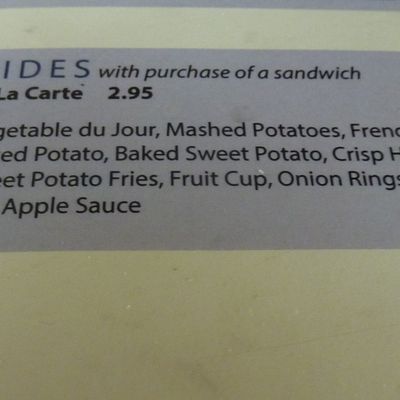 IDES with purchase of a sandwich
La Carte 2.95
getable du Jour, Mashed Potatoes, Frenc
ed Potato, Baked Sweet Potato, Crisp H
eet Potato Fries, Fruit Cup, Onion Rings
Apple Sauce